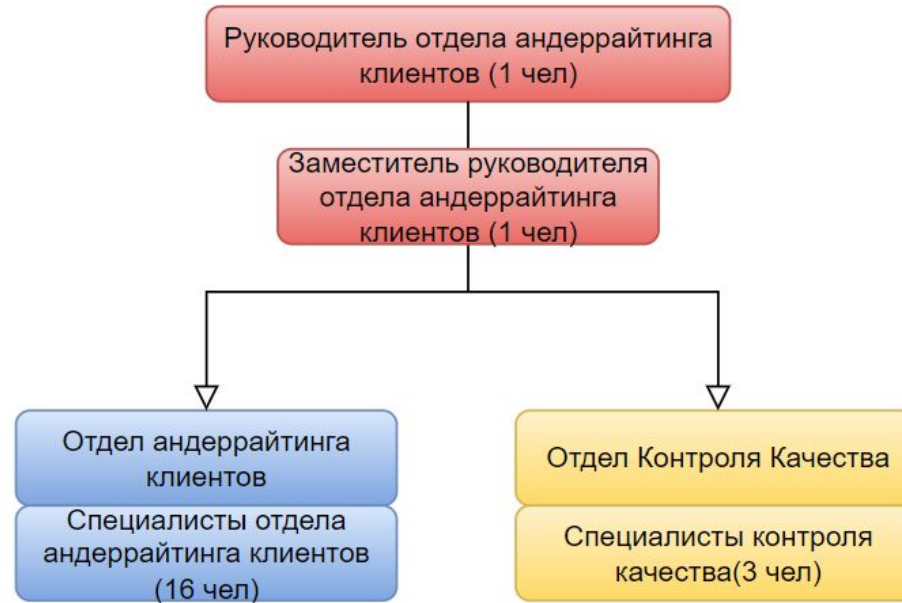 Руководитель отдела андеррайтинга
клиентов (1 чел)
Заместитель руководителя
отдела андеррайтинга
клиентов (1 чел)
Отдел андеррайтинга
клиентов
Специалисты отдела
андеррайтинга клиентов
(16 чел)
Отдел Контроля Качества
Специалисты контроля
качества(3 чел)